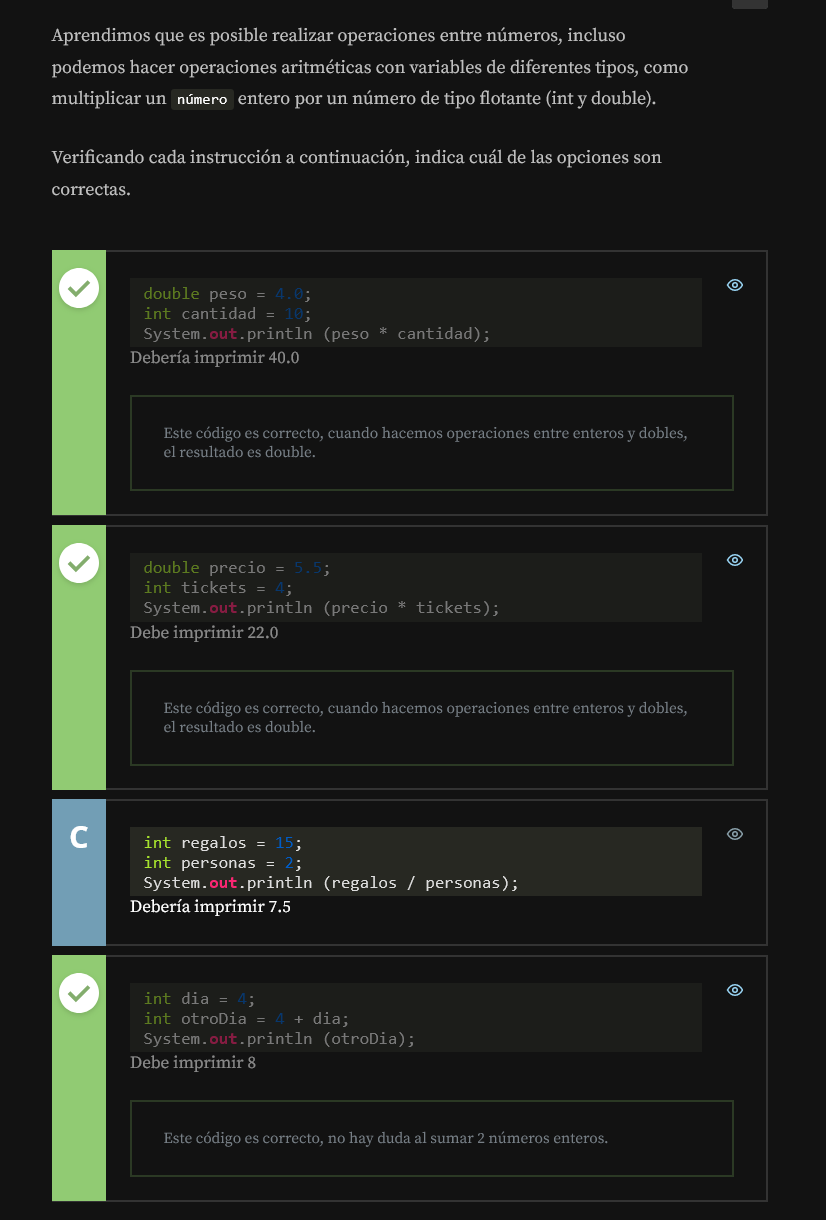 Aprendimos que es posible realizar operaciones entre números, incluso
podemos hacer operaciones aritméticas con variables de diferentes tipos, como
multiplicar un número entero por un número de tipo flotante (int y double).
Verificando cada instrucción a continuación, indica cuál de las opciones son
correctas.
double peso = 4.0;
int cantidad = 10;
System.out.println (peso * cantidad);
Debería imprimir 40.0
Este código es correcto, cuando hacemos operaciones entre enteros y dobles,
el resultado es double.
double precio = 5.5;
int tickets = 4;
System.out.println (precio * tickets);
Debe imprimir 22.0
Este código es correcto, cuando hacemos operaciones entre enteros y dobles,
el resultado es double.
C
int regalos = 15;
int personas = 2;
System.out.println (regalos / personas);
Debería imprimir 7.5
int dia = 4;
int otroDia = 4 + dia;
System.out.println (otroDia);
Debe imprimir 8
Este código es correcto, no hay duda al sumar 2 números enteros.